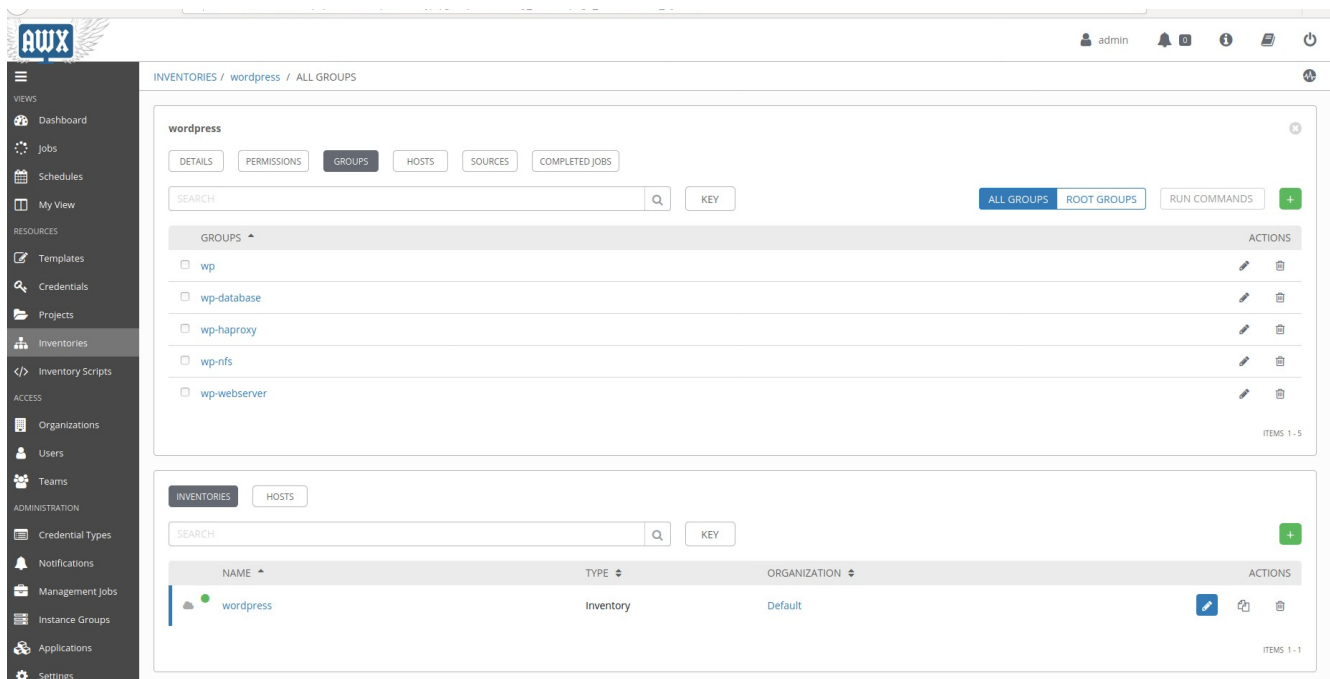 AWX
admin
0
INVENTORIES / wordpress / ALL GROUPS
VIEWS
Dashboard
Jobs
Schedules
My View
RESOURCES
Templates
Credentials
Projects
Inventories
Inventory Scripts
ACCESS
Organizations
Users
Teams
ADMINISTRATION
Credential Types
Notifications
Management Jobs
Instance Groups
Applications
Settings
wordpress
DETAILS PERMISSIONS GROUPS HOSTS SOURCES COMPLETED JOBS
SEARCH KEY ALL GROUPS ROOT GROUPS RUN COMMANDS +
GROUPS ACTIONS
wp
wp-database
wp-haproxy
wp-nfs
wp-webserver
ITEMS 1 - 5
INVENTORIES HOSTS
SEARCH KEY +
NAME TYPE ORGANIZATION ACTIONS
wordpress Inventory Default
ITEMS 1 - 1